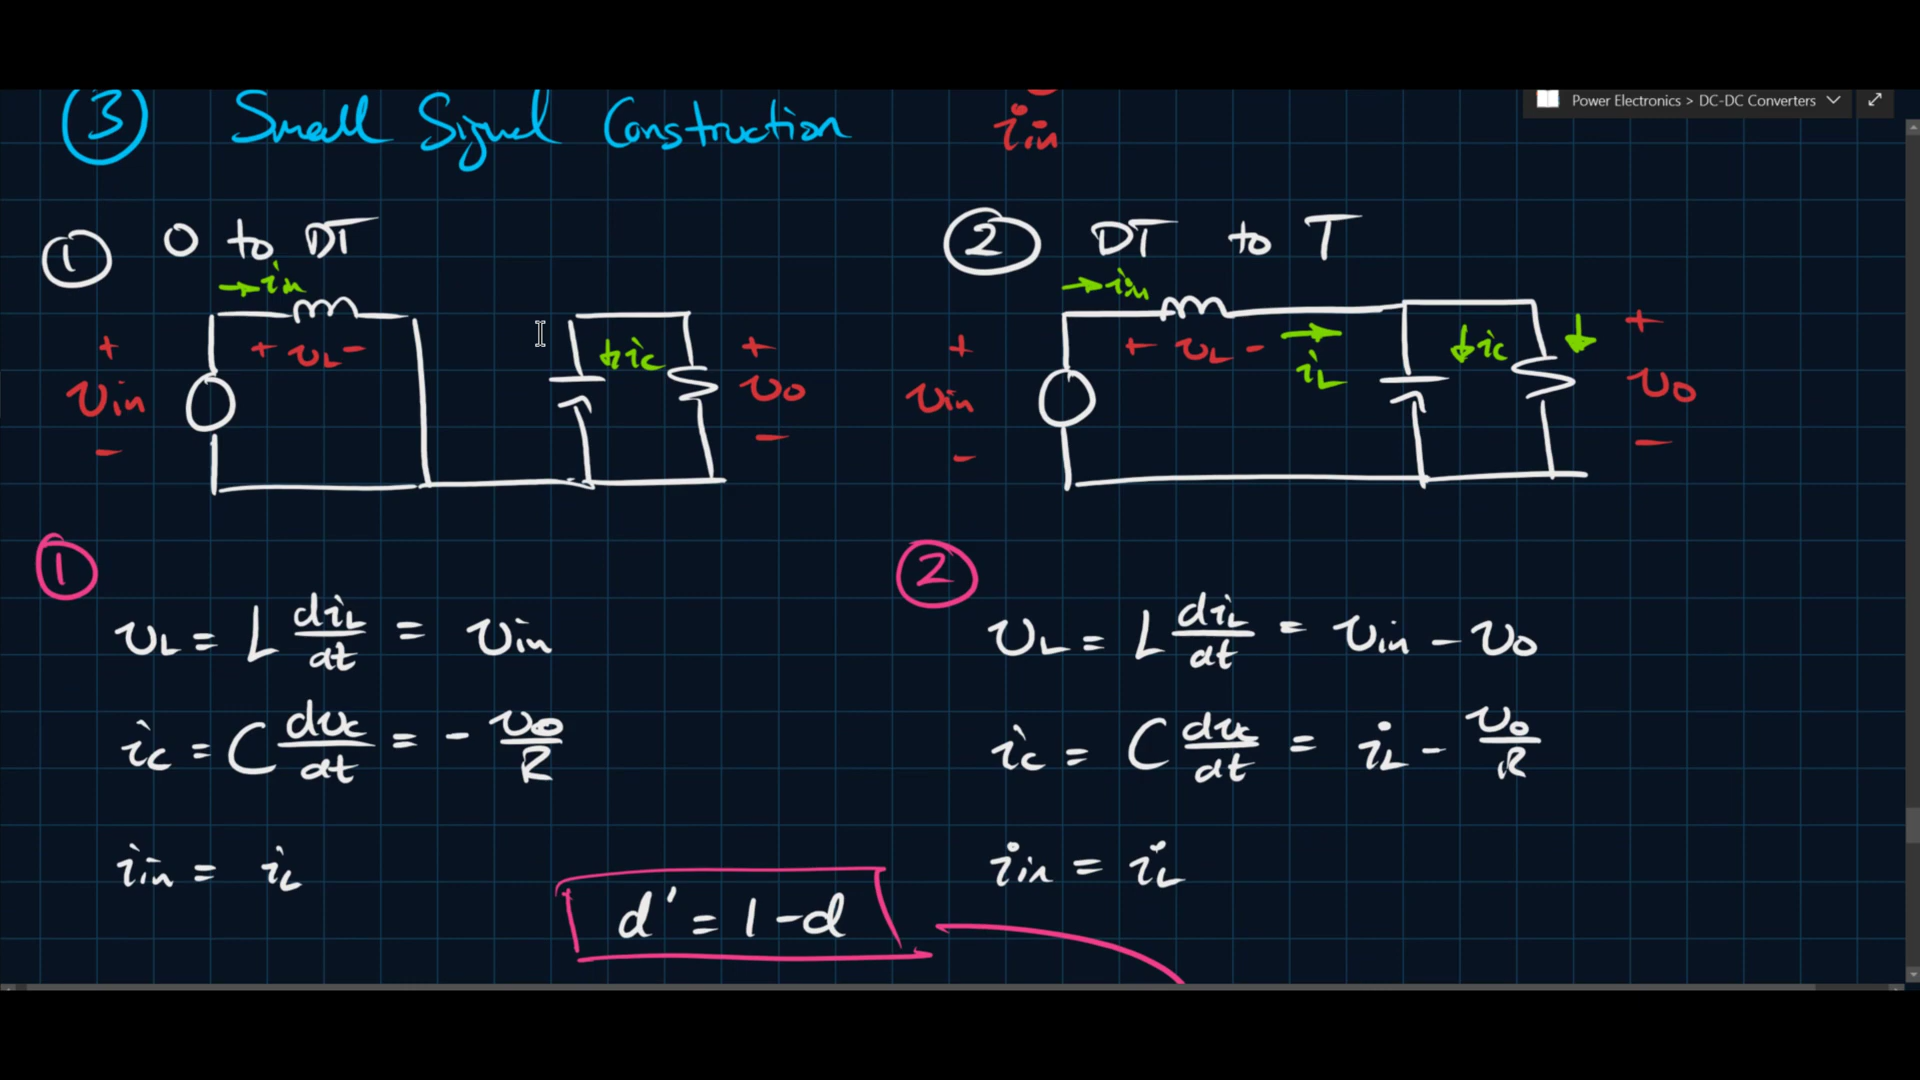 Power Electronics > DC-DC Converters
③ Small Signal Construction
iin
① 0 to DT
→ iin
+ vL -
+
vin
-
↓ ic
+
vo
-
② DT to T
→ iin
+ vL -
→
iL
+
vin
-
↓ ic
↓
+
vo
-
①
vL = L diL/dt = vin
ic = C dvc/dt = - vo/R
iin = iL
②
vL = L diL/dt = vin - vo
ic = C dvc/dt = iL - vo/R
iin = iL
d' = 1-d